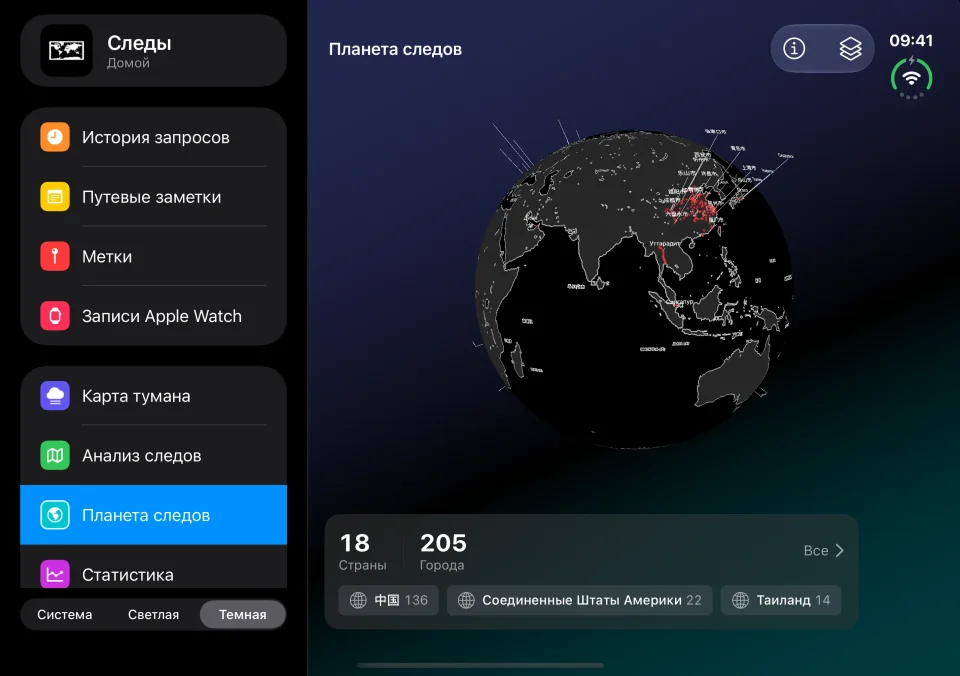 Следы
Домой
История запросов
Путевые заметки
Метки
Записи Apple Watch
Карта тумана
Анализ следов
Планета следов
Статистика
Система
Светлая
Темная
Планета следов
09:41
Уттарадит
Сингапур
18
Страны
205
Города
Все
中国 136
Соединенные Штаты Америки 22
Таиланд 14